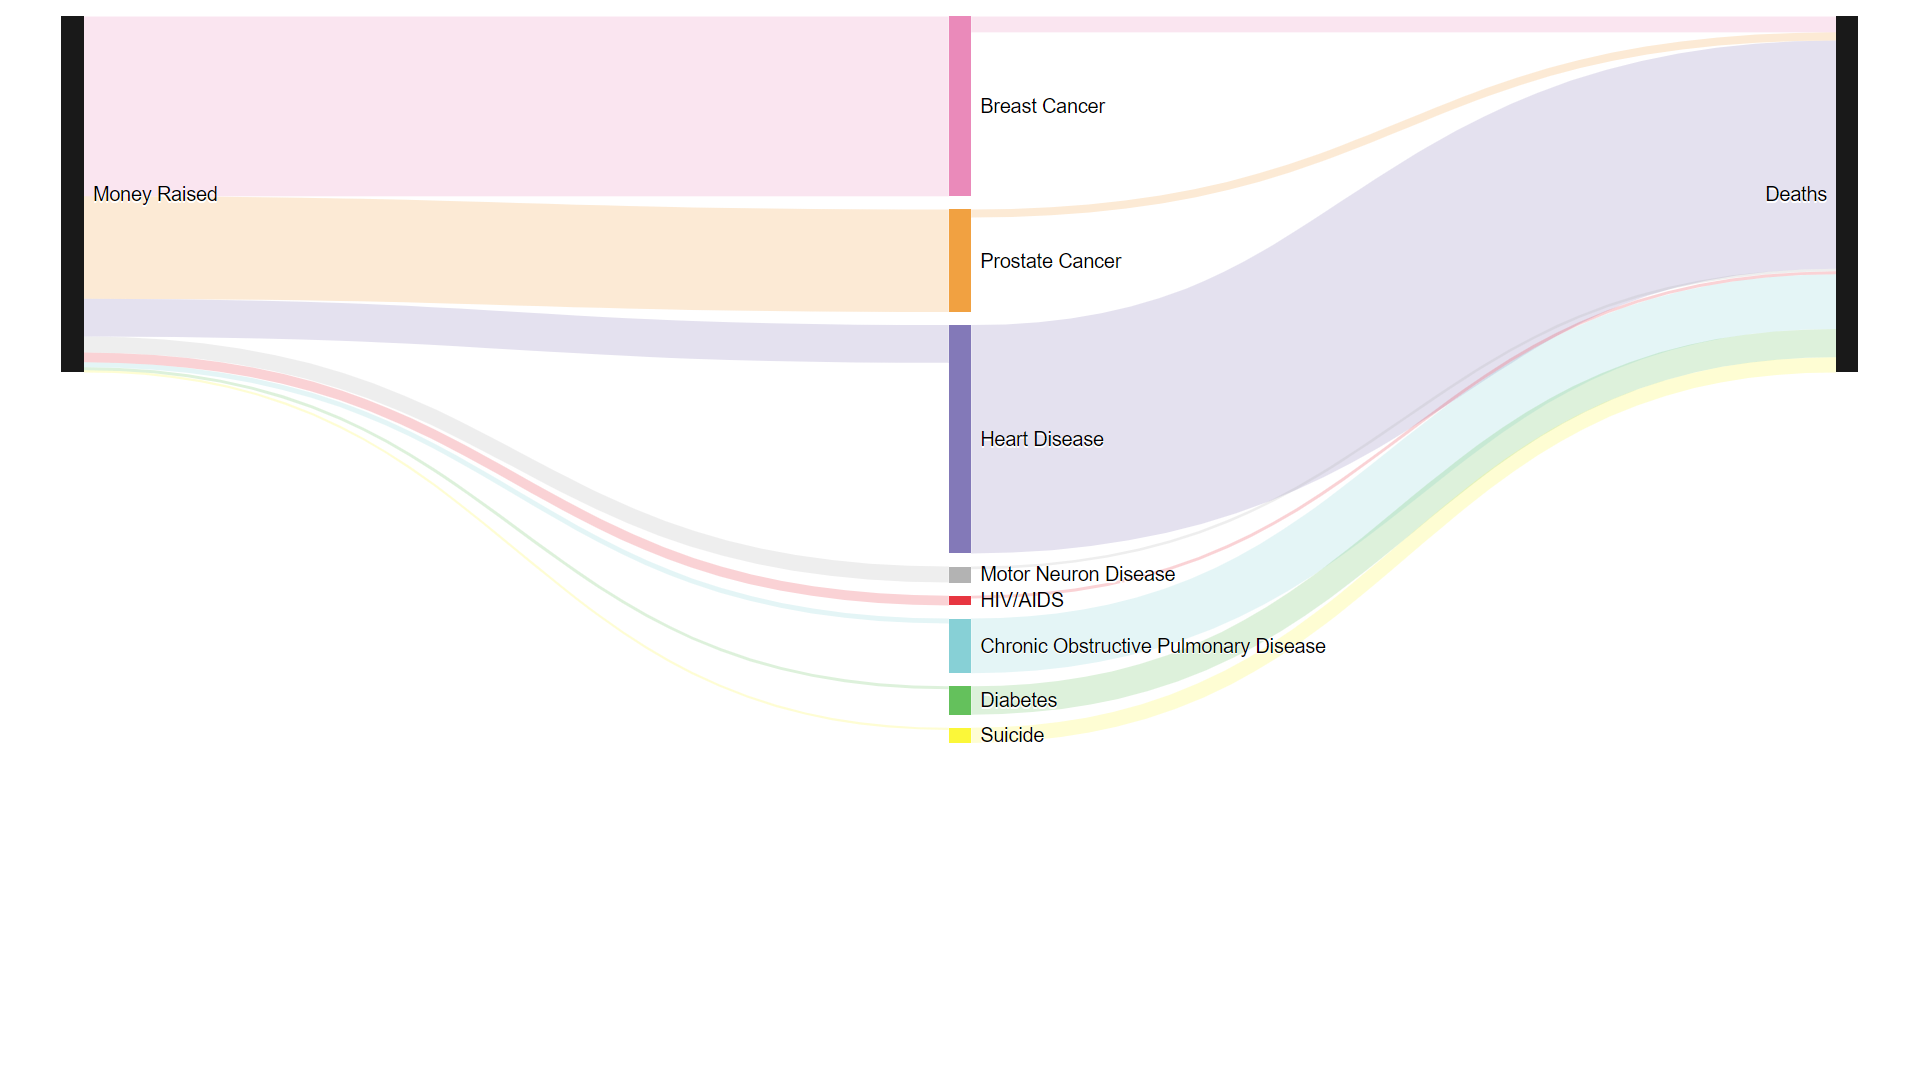 Money Raised
Breast Cancer
Prostate Cancer
Heart Disease
Motor Neuron Disease
HIV/AIDS
Chronic Obstructive Pulmonary Disease
Diabetes
Suicide
Deaths